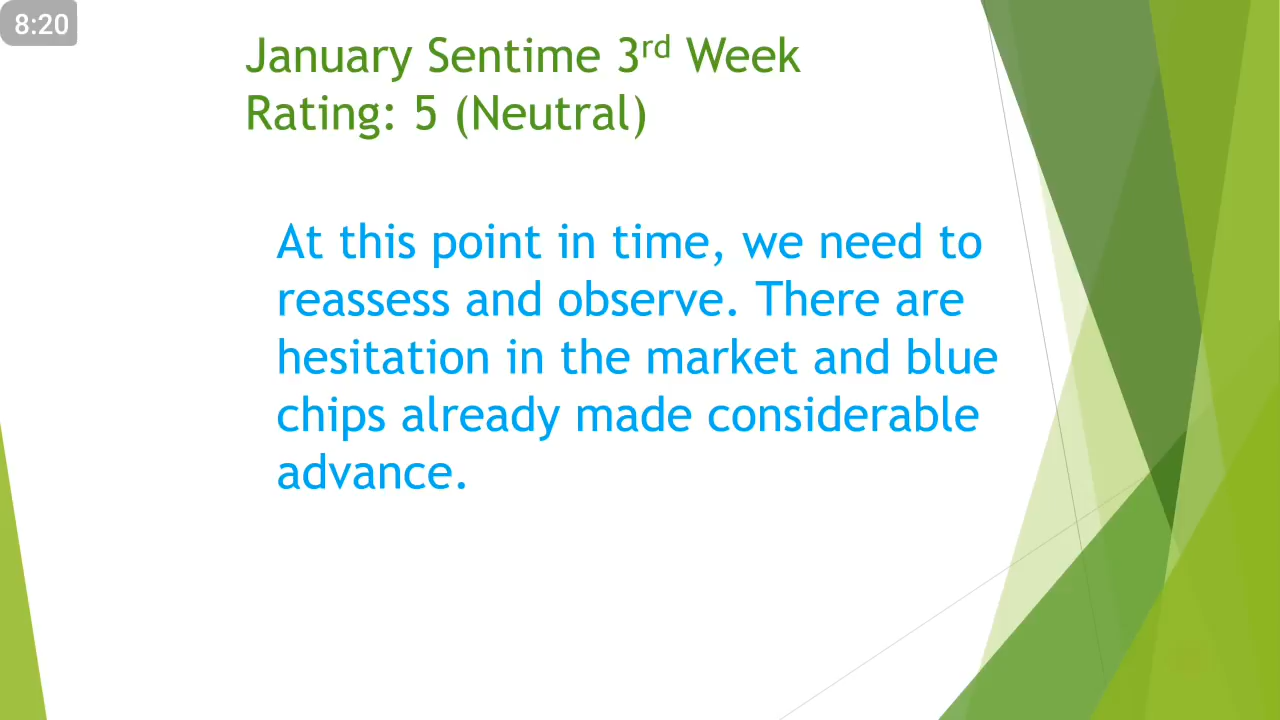 8:20
January Sentime 3rd Week
Rating: 5 (Neutral)
At this point in time, we need to
reassess and observe. There are
hesitation in the market and blue
chips already made considerable
advance.